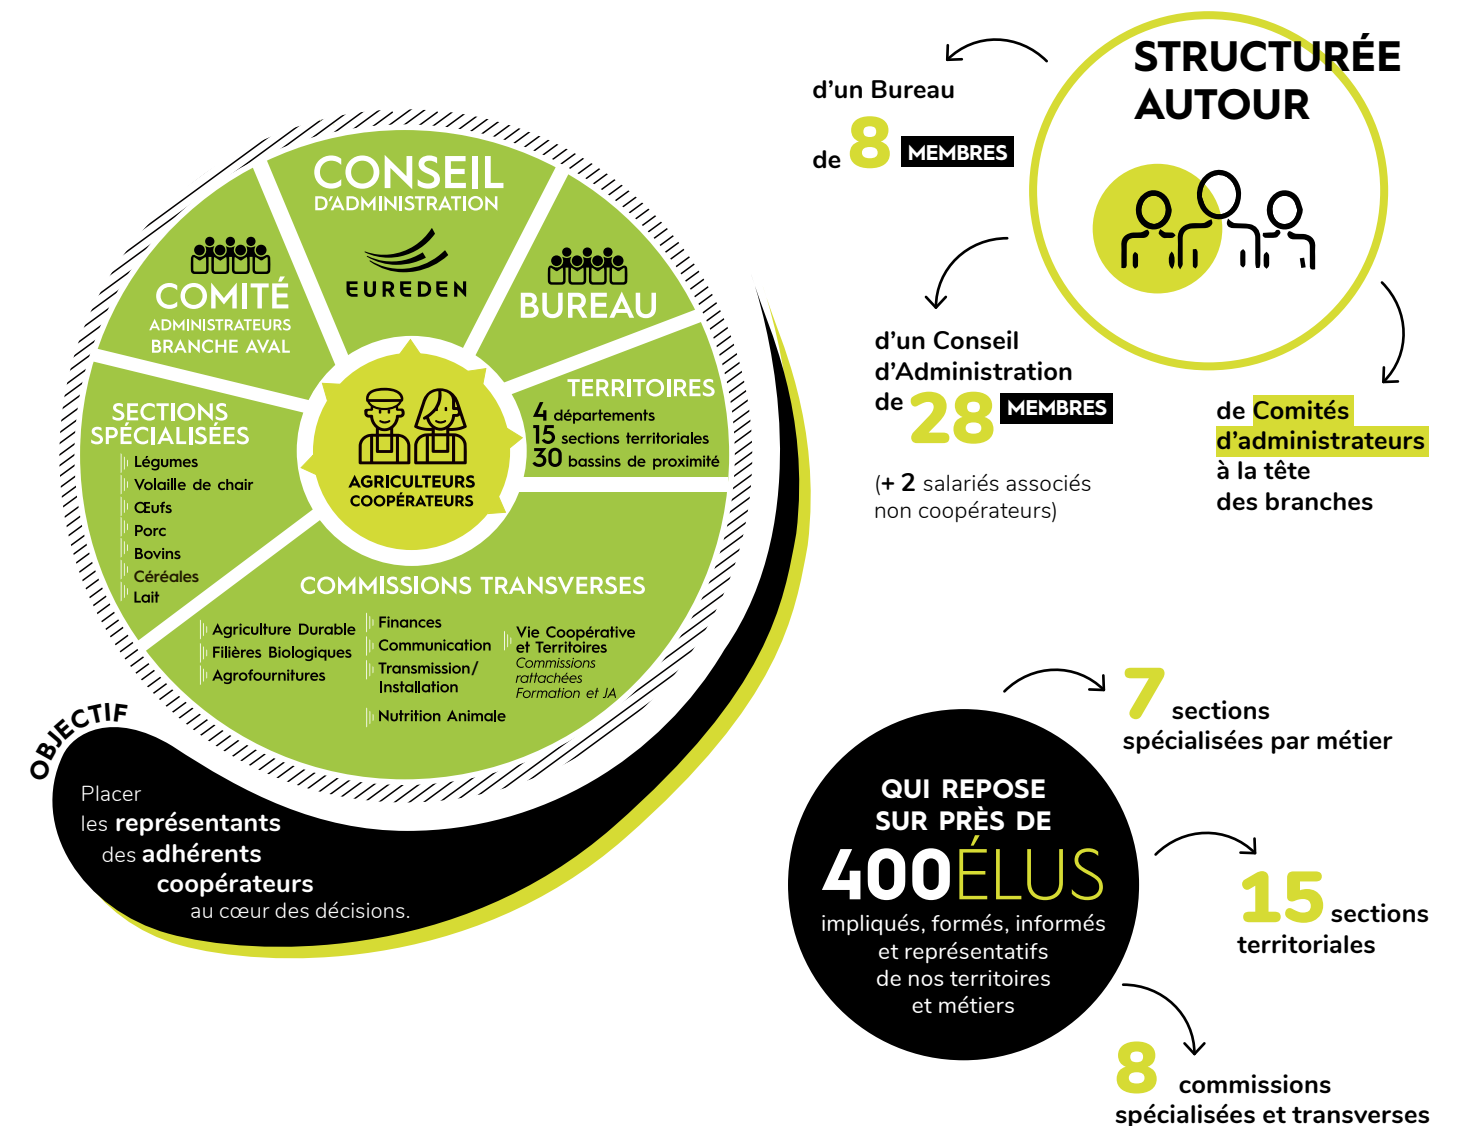 CONSEIL
D'ADMINISTRATION
EUREDEN
COMITÉ
ADMINISTRATEURS
BRANCHE AVAL
BUREAU
SECTIONS
SPÉCIALISÉES
Légumes
Volaille de chair
Œufs
Porc
Bovins
Céréales
Lait
AGRICULTEURS
COOPÉRATEURS
TERRITOIRES
4 départements
15 sections territoriales
30 bassins de proximité
COMMISSIONS TRANSVERSES
Agriculture Durable
Filières Biologiques
Agrofournitures
Finances
Communication
Transmission/
Installation
Nutrition Animale
Vie Coopérative
et Territoires
Commissions
rattachées
Formation et JA
OBJECTIF
Placer
les représentants
des adhérents
coopérateurs
au cœur des décisions.
STRUCTURÉE
AUTOUR
d'un Bureau
de 8 MEMBRES
d'un Conseil
d'Administration
de 28 MEMBRES
(+ 2 salariés associés
non coopérateurs)
de Comités
d'administrateurs
à la tête
des branches
QUI REPOSE
SUR PRÈS DE
400 ÉLUS
impliqués, formés, informés
et représentatifs
de nos territoires
et métiers
7 sections
spécialisées par métier
15 sections
territoriales
8 commissions
spécialisées et transverses